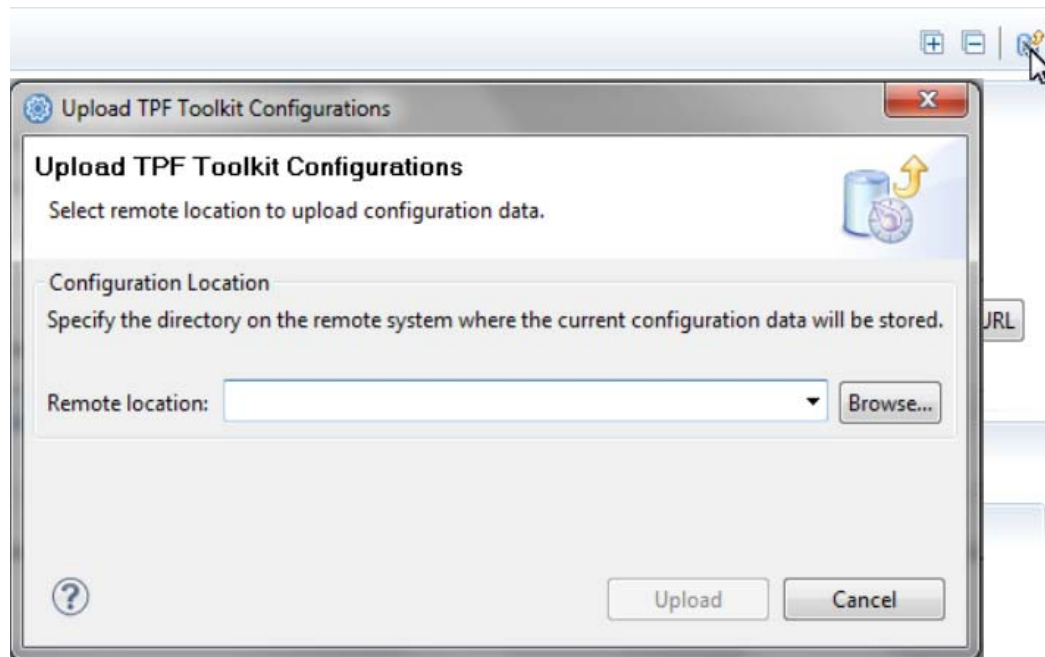 Upload TPF Toolkit Configurations
Upload TPF Toolkit Configurations
Select remote location to upload configuration data.
Configuration Location
Specify the directory on the remote system where the current configuration data will be stored.
URL
Remote location:
Browse...
?
Upload
Cancel